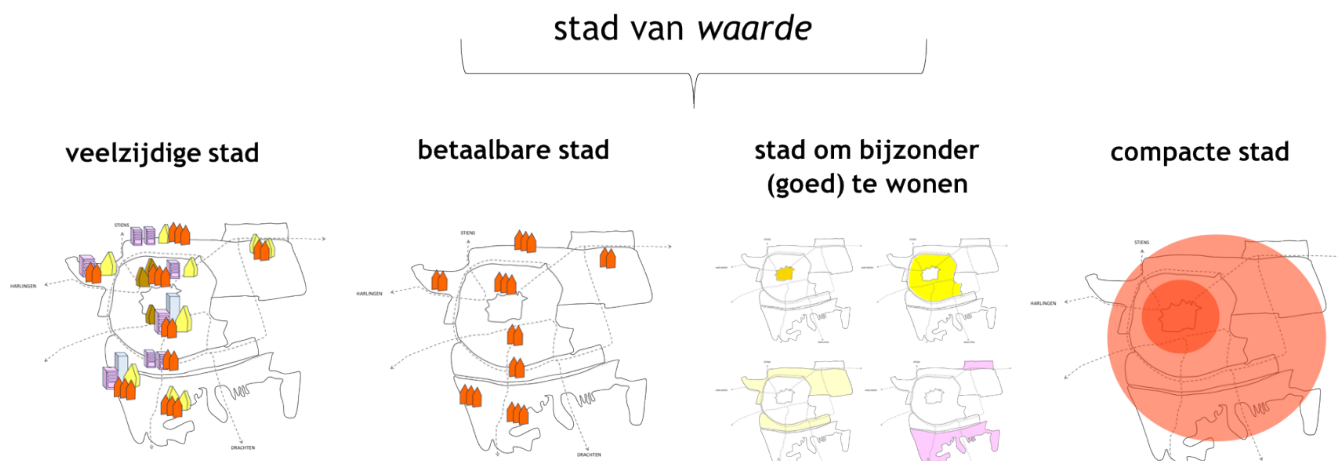 stad van waarde
veelzijdige stad
betaalbare stad
stad om bijzonder
(goed) te wonen
compacte stad
STIENS
HARLINGEN
DRACHTEN
STIENS
HARLINGEN
DRACHTEN
STIENS
HARLINGEN
DRACHTEN